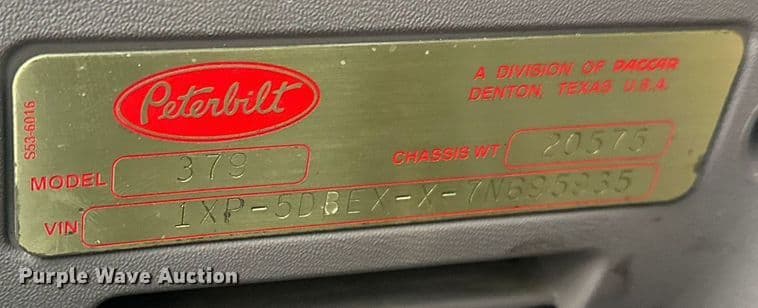 Peterbilt
A DIVISION OF PACCAR
DENTON, TEXAS U.S.A.
S53-6016
MODEL 379
CHASSIS WT 20575
VIN 1XP-5DBEX-X-7N695835
Purple Wave Auction